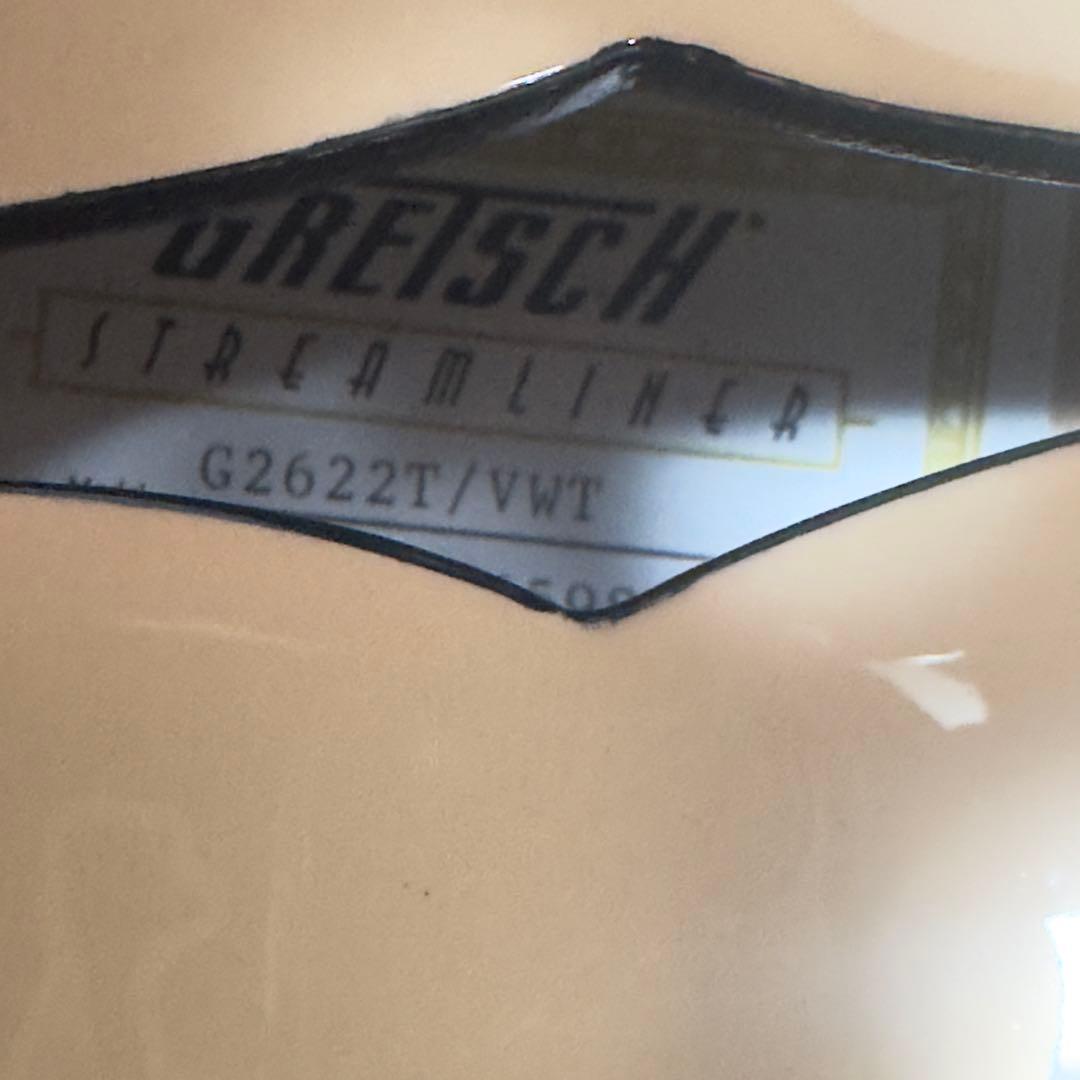 GRETSCH
STREAMLINER
G2622T/VWT